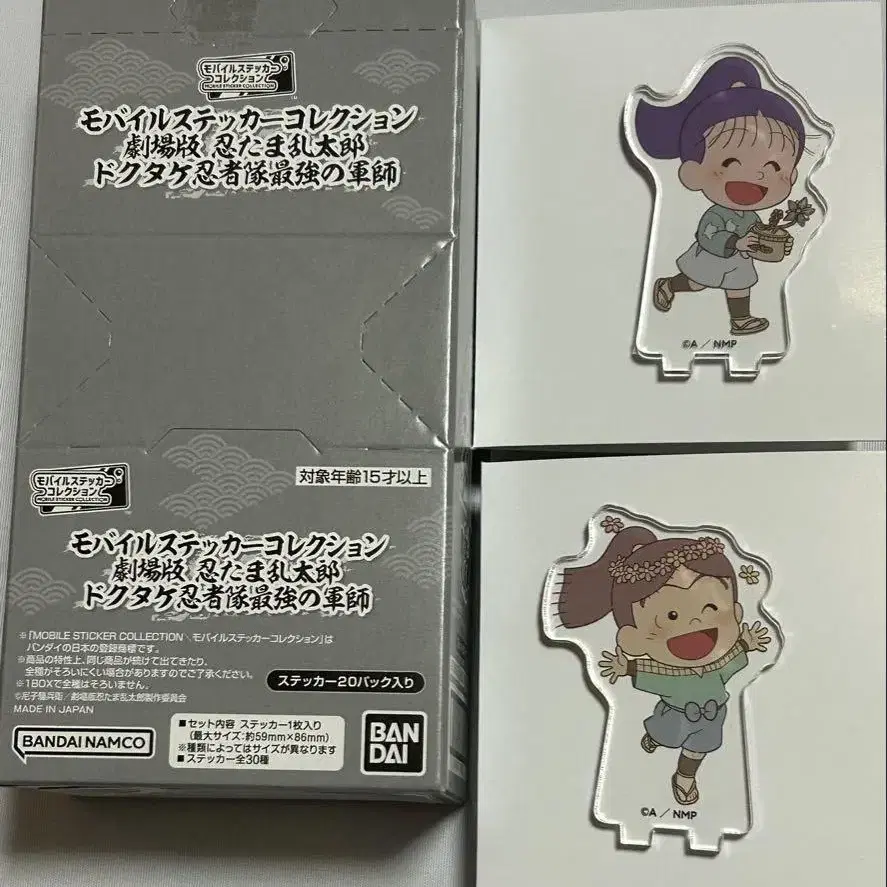 モバイルステッカー
コレクション
MOBILE STICKER COLLECTION
モバイルステッカーコレクション
劇場版 忍たま乱太郎
ドクタケ忍者隊最強の軍師
モバイルステッカー
コレクション
MOBILE STICKER COLLECTION
対象年齢15才以上
モバイルステッカーコレクション
劇場版 忍たま乱太郎
ドクタケ忍者隊最強の軍師
※「MOBILE STICKER COLLECTION\モバイルステッカーコレクション」は
バンダイの日本の登録商標です。
※商品の特性上、同じ商品が続けて出てきたり、
全種がそろいにくい場合がありますのでご了承ください。
※1BOXで全種はそろいません。
©尼子騒兵衛/劇場版忍たま乱太郎製作委員会
MADE IN JAPAN
ステッカー20パック入り
BANDAI NAMCO
■セット内容 ステッカー1枚入り
(最大サイズ:約59mm×86mm)
※種類によってはサイズが異なります
■ステッカー全30種
BAN
DAI
©A / NMP
©A / NMP